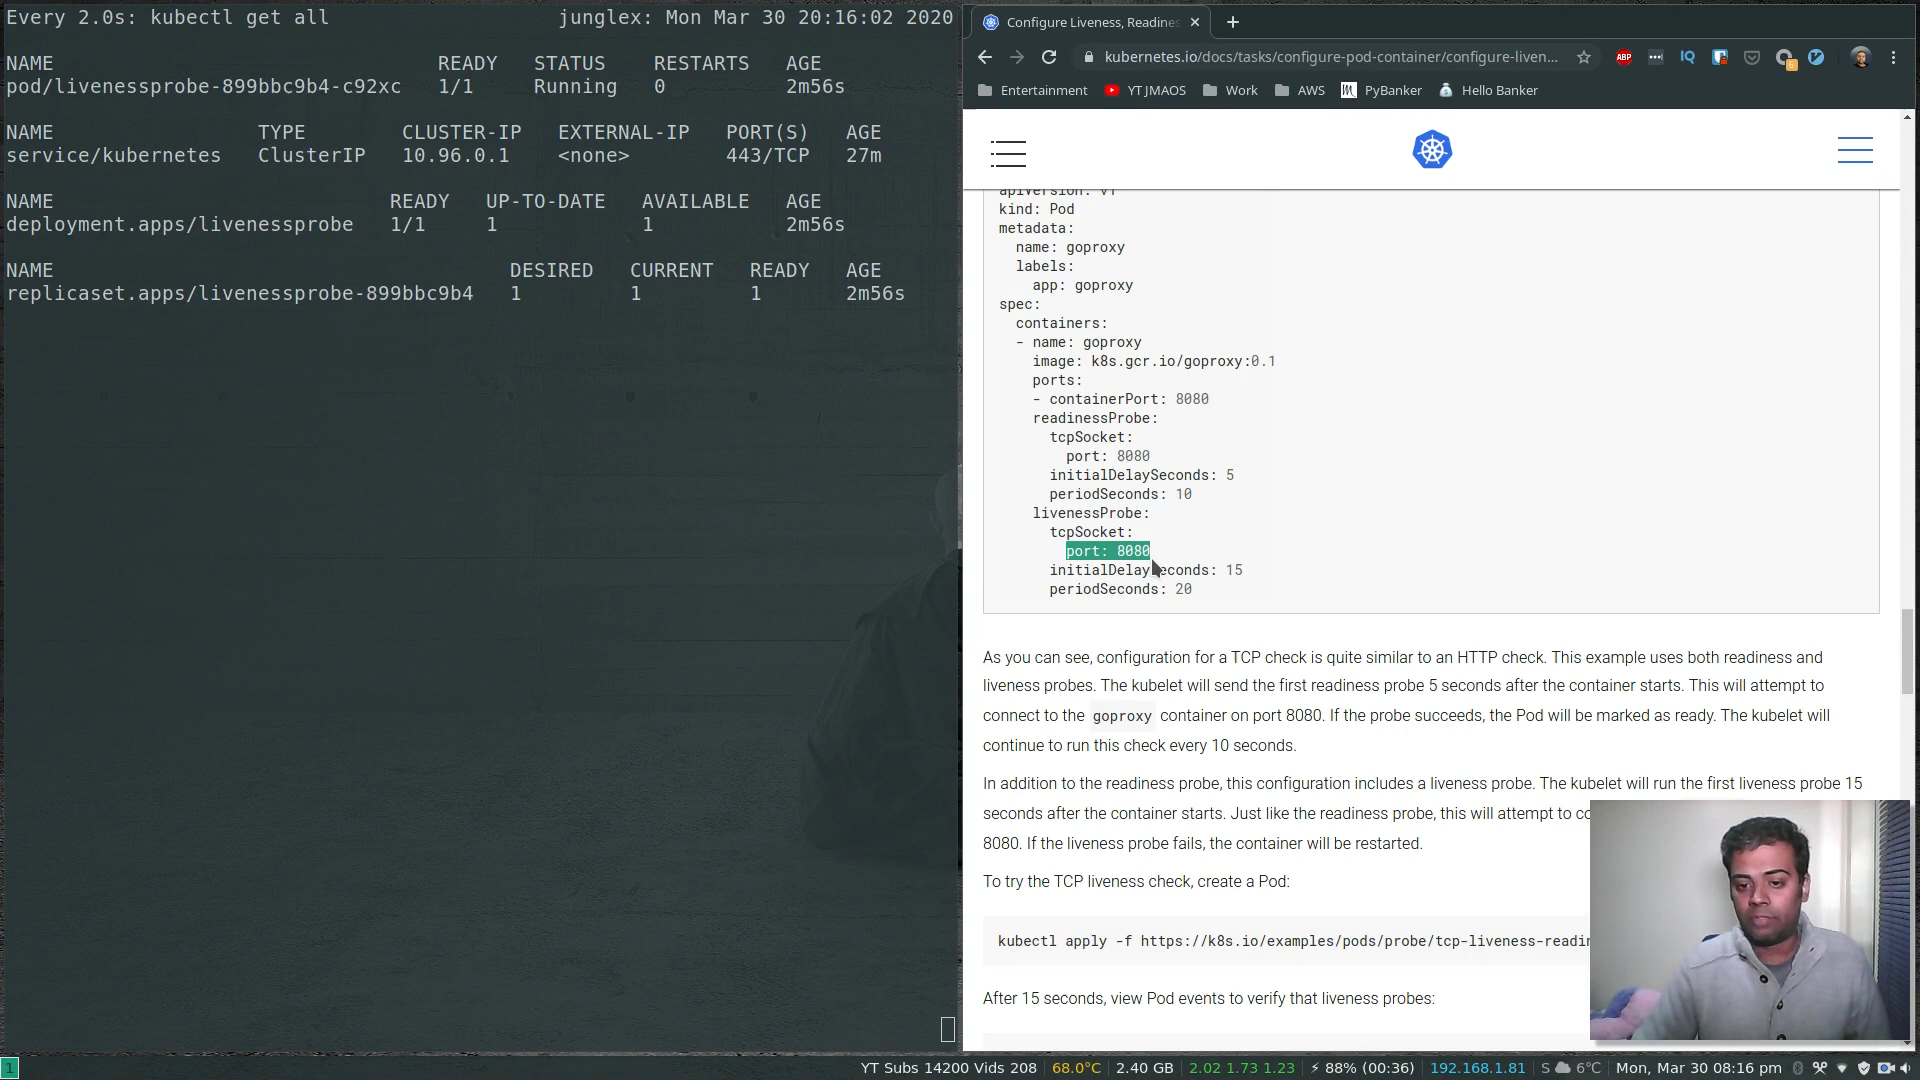 Every 2.0s: kubectl get all junglex: Mon Mar 30 20:16:02 2020
NAME READY STATUS RESTARTS AGE
pod/livenessprobe-899bbc9b4-c92xc 1/1 Running 0 2m56s
NAME TYPE CLUSTER-IP EXTERNAL-IP PORT(S) AGE
service/kubernetes ClusterIP 10.96.0.1 <none> 443/TCP 27m
NAME READY UP-TO-DATE AVAILABLE AGE
deployment.apps/livenessprobe 1/1 1 1 2m56s
NAME DESIRED CURRENT READY AGE
replicaset.apps/livenessprobe-899bbc9b4 1 1 1 2m56s
Configure Liveness, Readines
kubernetes.io/docs/tasks/configure-pod-container/configure-liven...
ABP
IQ
6
Entertainment YT JMAOS Work AWS PyBanker Hello Banker
apiVersion: v1
kind: Pod
metadata:
name: goproxy
labels:
app: goproxy
spec:
containers:
- name: goproxy
image: k8s.gcr.io/goproxy:0.1
ports:
- containerPort: 8080
readinessProbe:
tcpSocket:
port: 8080
initialDelaySeconds: 5
periodSeconds: 10
livenessProbe:
tcpSocket:
port: 8080
initialDelaySeconds: 15
periodSeconds: 20
As you can see, configuration for a TCP check is quite similar to an HTTP check. This example uses both readiness and
liveness probes. The kubelet will send the first readiness probe 5 seconds after the container starts. This will attempt to
connect to the goproxy container on port 8080. If the probe succeeds, the Pod will be marked as ready. The kubelet will
continue to run this check every 10 seconds.
In addition to the readiness probe, this configuration includes a liveness probe. The kubelet will run the first liveness probe 15
seconds after the container starts. Just like the readiness probe, this will attempt to co
8080. If the liveness probe fails, the container will be restarted.
To try the TCP liveness check, create a Pod:
kubectl apply -f https://k8s.io/examples/pods/probe/tcp-liveness-readin
After 15 seconds, view Pod events to verify that liveness probes:
1 YT Subs 14200 Vids 208 68.0°C 2.40 GB 2.02 1.73 1.23 88% (00:36) 192.168.1.81 S 6°C Mon, Mar 30 08:16 pm